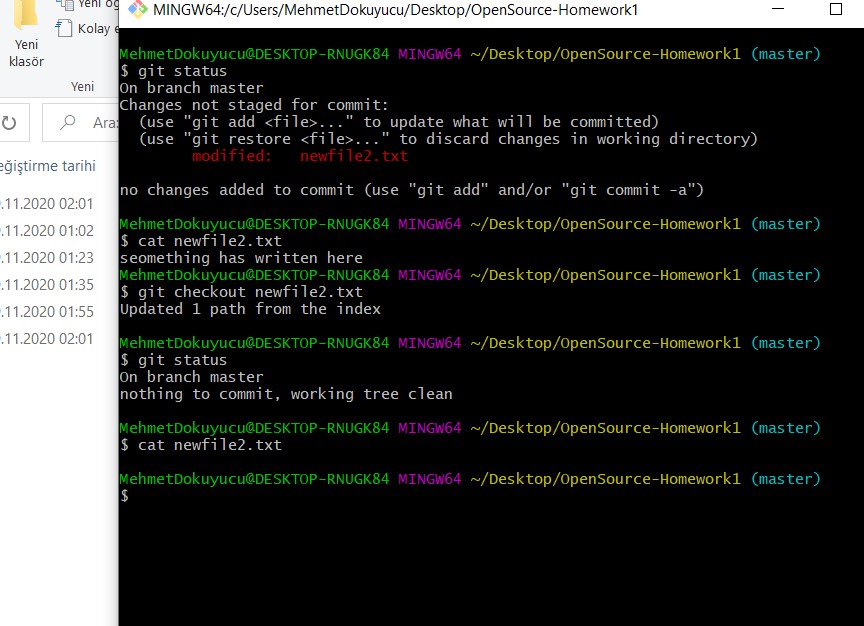 MINGW64:/c/Users/MehmetDokuyucu/Desktop/OpenSource-Homework1
Yeni
klasör
Yeni
Kolay
Yeni
Ara
eğiştirme tarihi
.11.2020 02:01
.11.2020 01:02
.11.2020 01:23
.11.2020 01:35
.11.2020 01:55
.11.2020 02:01
MehmetDokuyucu@DESKTOP-RNUGK84 MINGW64 ~/Desktop/OpenSource-Homework1 (master)
$ git status
On branch master
Changes not staged for commit:
(use "git add <file>..." to update what will be committed)
(use "git restore <file>..." to discard changes in working directory)
modified: newfile2.txt
no changes added to commit (use "git add" and/or "git commit -a")
MehmetDokuyucu@DESKTOP-RNUGK84 MINGW64 ~/Desktop/OpenSource-Homework1 (master)
$ cat newfile2.txt
seomething has written here
MehmetDokuyucu@DESKTOP-RNUGK84 MINGW64 ~/Desktop/OpenSource-Homework1 (master)
$ git checkout newfile2.txt
Updated 1 path from the index
MehmetDokuyucu@DESKTOP-RNUGK84 MINGW64 ~/Desktop/OpenSource-Homework1 (master)
$ git status
On branch master
nothing to commit, working tree clean
MehmetDokuyucu@DESKTOP-RNUGK84 MINGW64 ~/Desktop/OpenSource-Homework1 (master)
$ cat newfile2.txt
MehmetDokuyucu@DESKTOP-RNUGK84 MINGW64 ~/Desktop/OpenSource-Homework1 (master)
$